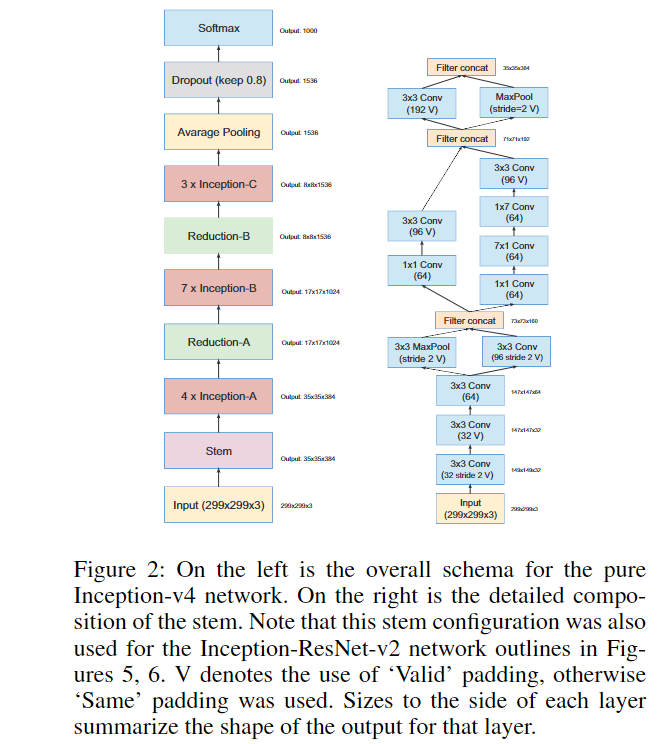 Softmax
Output: 1000
Dropout (keep 0.8)
Output: 1536
Avarage Pooling
Output: 1536
3 x Inception-C
Output: 8x8x1536
Reduction-B
Output: 8x8x1536
7 x Inception-B
Output: 17x17x1024
Reduction-A
Output: 17x17x1024
4 x Inception-A
Output: 35x35x384
Stem
Output: 35x35x384
Input (299x299x3)
299x299x3
Filter concat
35x35x384
3x3 Conv
(192 V)
MaxPool
(stride=2 V)
Filter concat
71x71x192
3x3 Conv
(96 V)
1x7 Conv
(64)
3x3 Conv
(96 V)
7x1 Conv
(64)
1x1 Conv
(64)
1x1 Conv
(64)
Filter concat
73x73x160
3x3 MaxPool
(stride 2 V)
3x3 Conv
(96 stride 2 V)
3x3 Conv
(64)
147x147x64
3x3 Conv
(32 V)
147x147x32
3x3 Conv
(32 stride 2 V)
149x149x32
Input
(299x299x3)
299x299x3
Figure 2: On the left is the overall schema for the pure
Inception-v4 network. On the right is the detailed compo-
sition of the stem. Note that this stem configuration was also
used for the Inception-ResNet-v2 network outlines in Fig-
ures 5, 6. V denotes the use of ‘Valid’ padding, otherwise
‘Same’ padding was used. Sizes to the side of each layer
summarize the shape of the output for that layer.